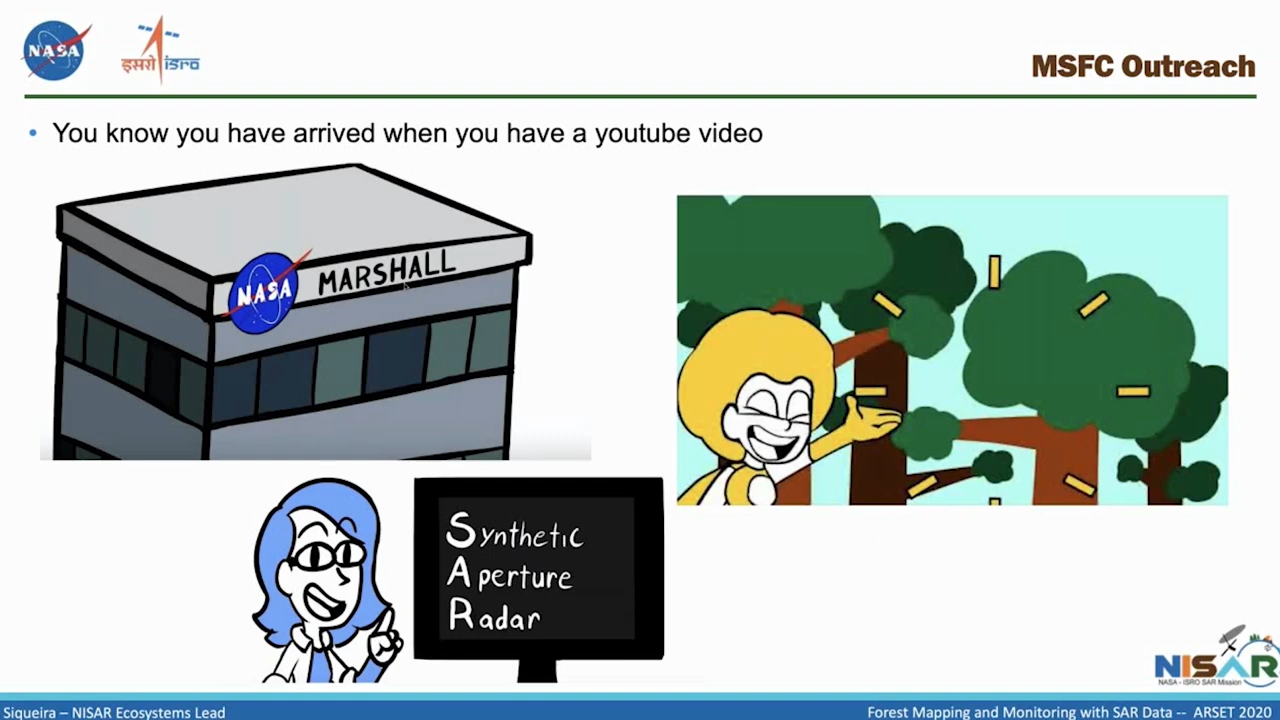 NASA
इसरो isro
MSFC Outreach
You know you have arrived when you have a youtube video
NASA MARSHALL
Synthetic
Aperture
Radar
NISAR
NASA - ISRO SAR Mission
Siqueira – NISAR Ecosystems Lead
Forest Mapping and Monitoring with SAR Data -- ARSET 2020